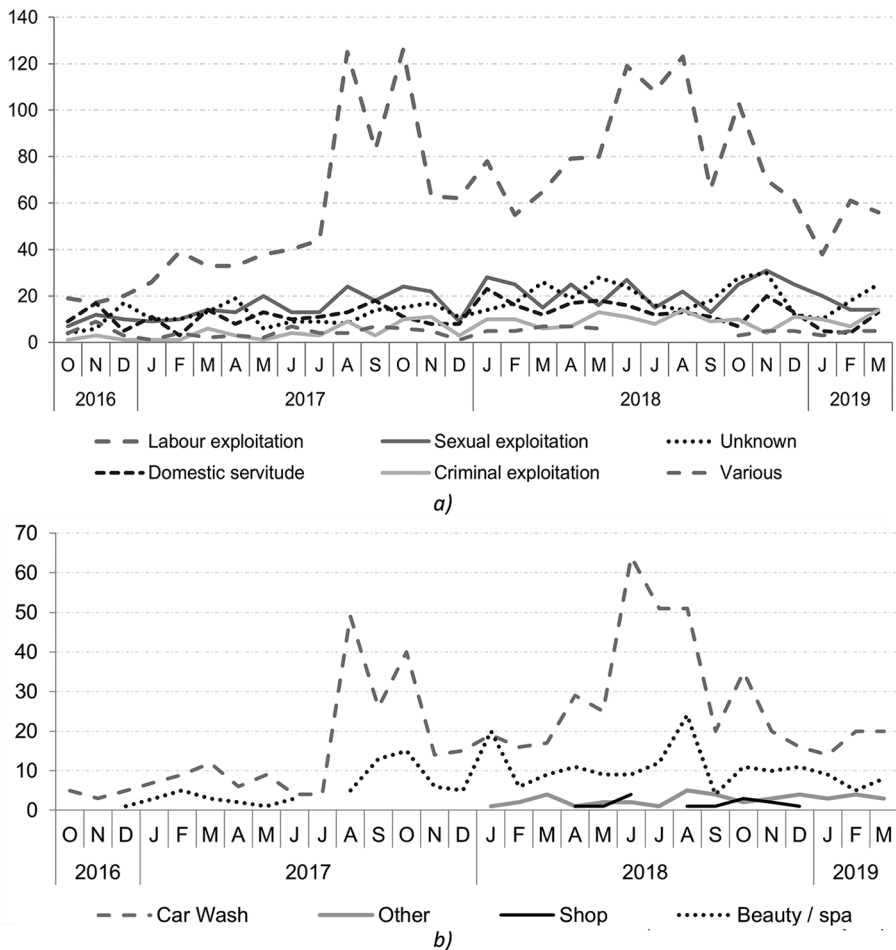 140
120
100
80
60
40
20
0
O N D J F M A M J J A S O N D J F M A M J J A S O N D J F M
2016 2017 2018 2019
Labour exploitation Sexual exploitation Unknown
Domestic servitude Criminal exploitation Various
a)
70
60
50
40
30
20
10
0
O N D J F M A M J J A S O N D J F M A M J J A S O N D J F M
2016 2017 2018 2019
Car Wash Other Shop Beauty / spa
b)